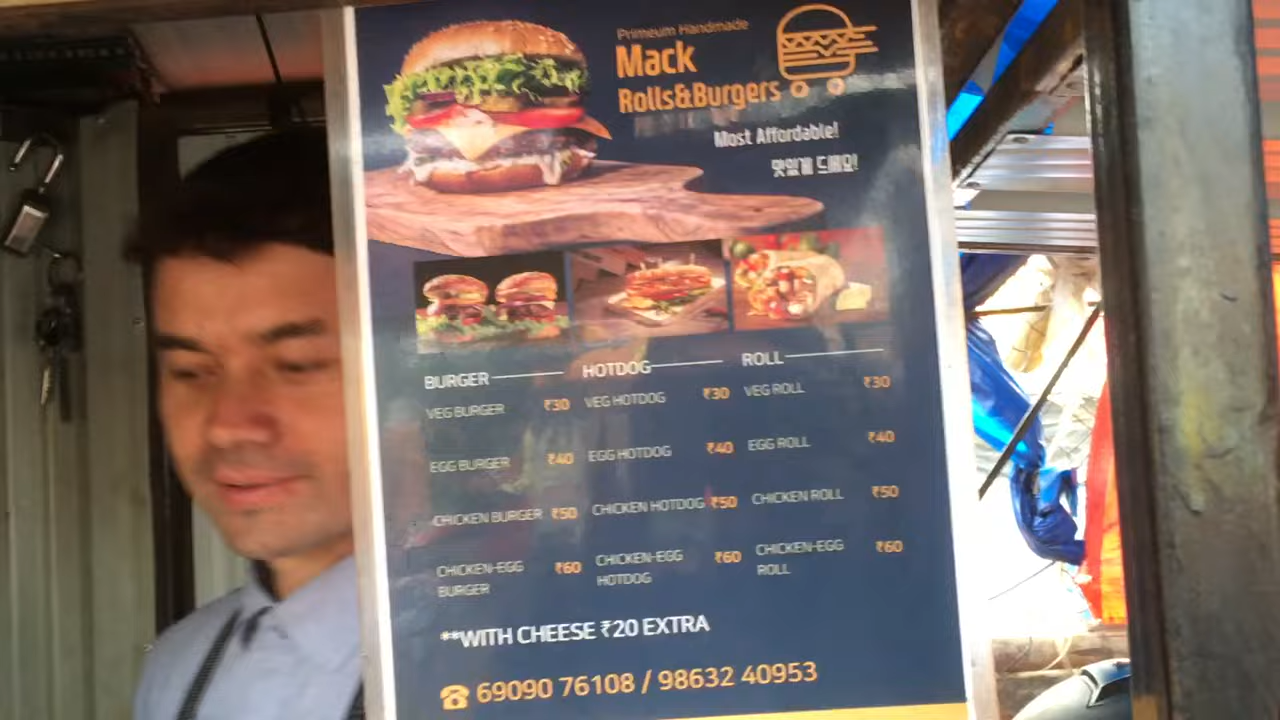 Primeum Handmade
Mack
Rolls&Burgers
Most Affordable!
맛있게 드세요!
BURGER HOTDOG ROLL
VEG BURGER ₹30 VEG HOTDOG ₹30 VEG ROLL ₹30
EGG BURGER ₹40 EGG HOTDOG ₹40 EGG ROLL ₹40
CHICKEN BURGER ₹50 CHICKEN HOTDOG ₹50 CHICKEN ROLL ₹50
CHICKEN-EGG BURGER ₹60 CHICKEN-EGG HOTDOG ₹60 CHICKEN-EGG ROLL ₹60
**WITH CHEESE ₹20 EXTRA
☎ 69090 76108 / 98632 40953